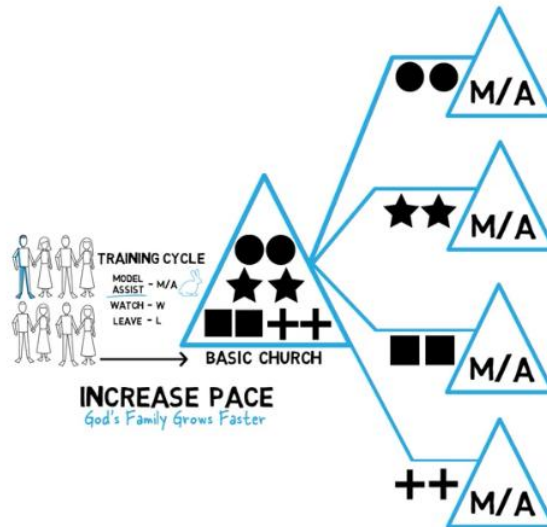 TRAINING CYCLE
MODEL
ASSIST - M/A
WATCH - W
LEAVE - L
BASIC CHURCH
INCREASE PACE
God's Family Grows Faster
M/A
M/A
M/A
M/A